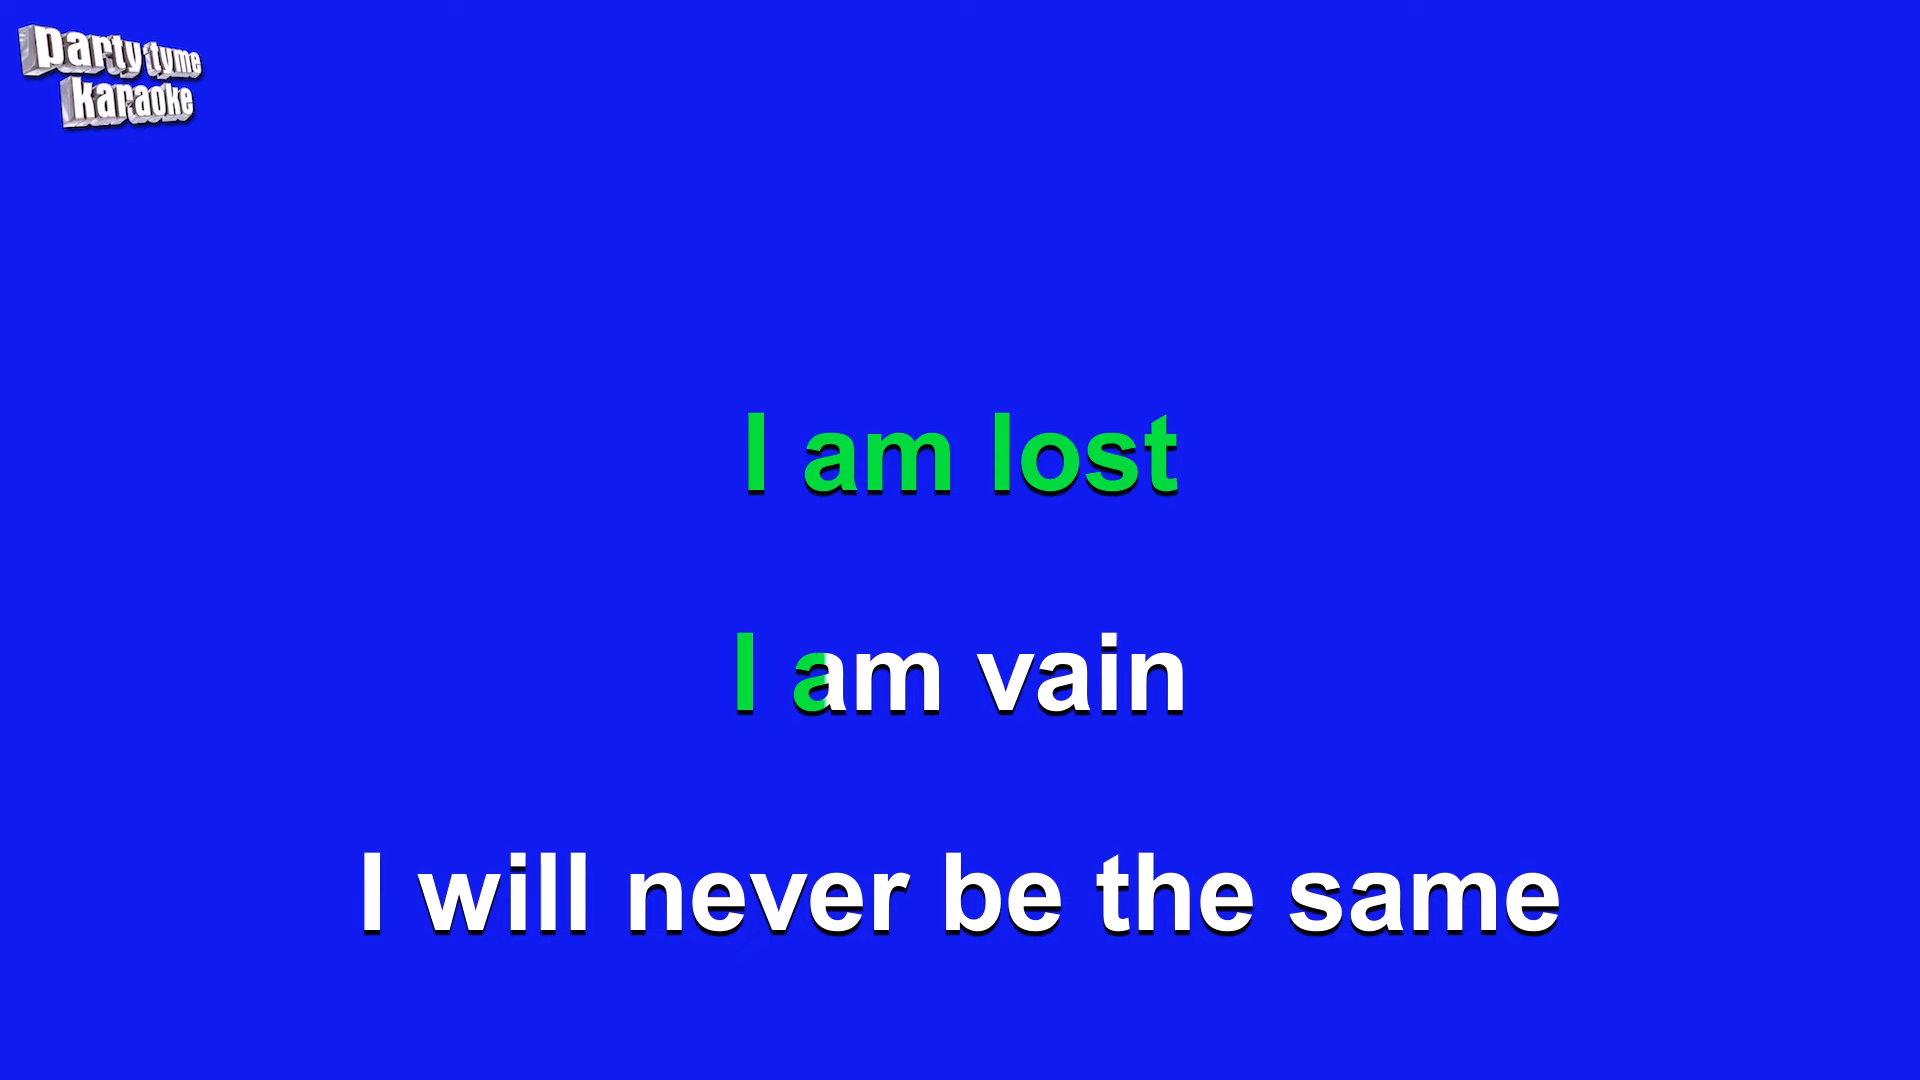 party tyme
karaoke
I am lost
I am vain
I will never be the same